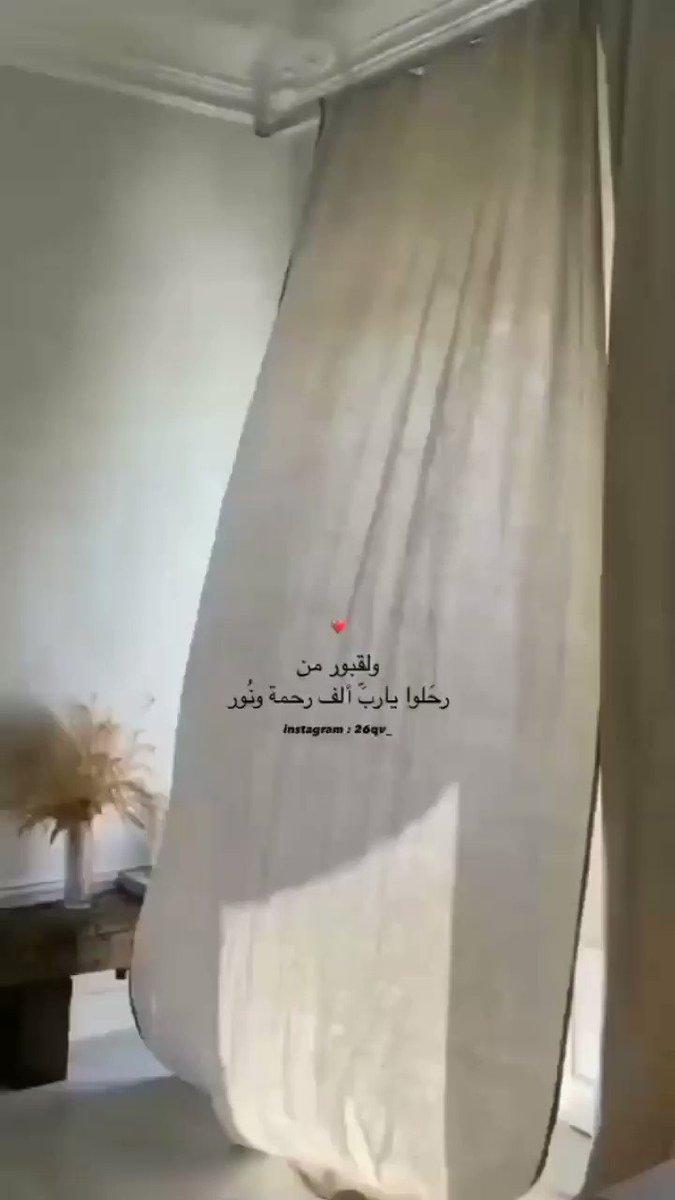 ولقبور من
رحَلوا ياربِّ ألف رحمة ونُور
instagram : 26qv_